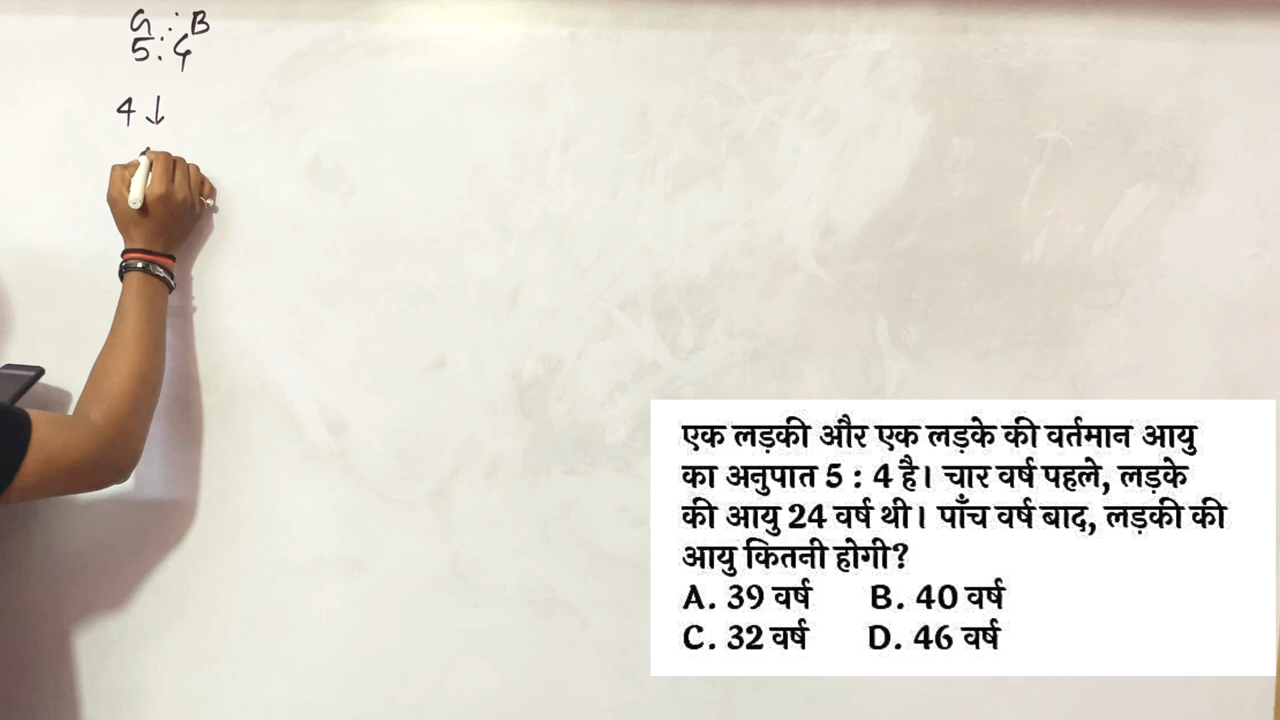 G : B
5 : 4
4 ↓
एक लड़की और एक लड़के की वर्तमान आयु
का अनुपात 5 : 4 है। चार वर्ष पहले, लड़के
की आयु 24 वर्ष थी। पाँच वर्ष बाद, लड़की की
आयु कितनी होगी?
A. 39 वर्ष B. 40 वर्ष
C. 32 वर्ष D. 46 वर्ष